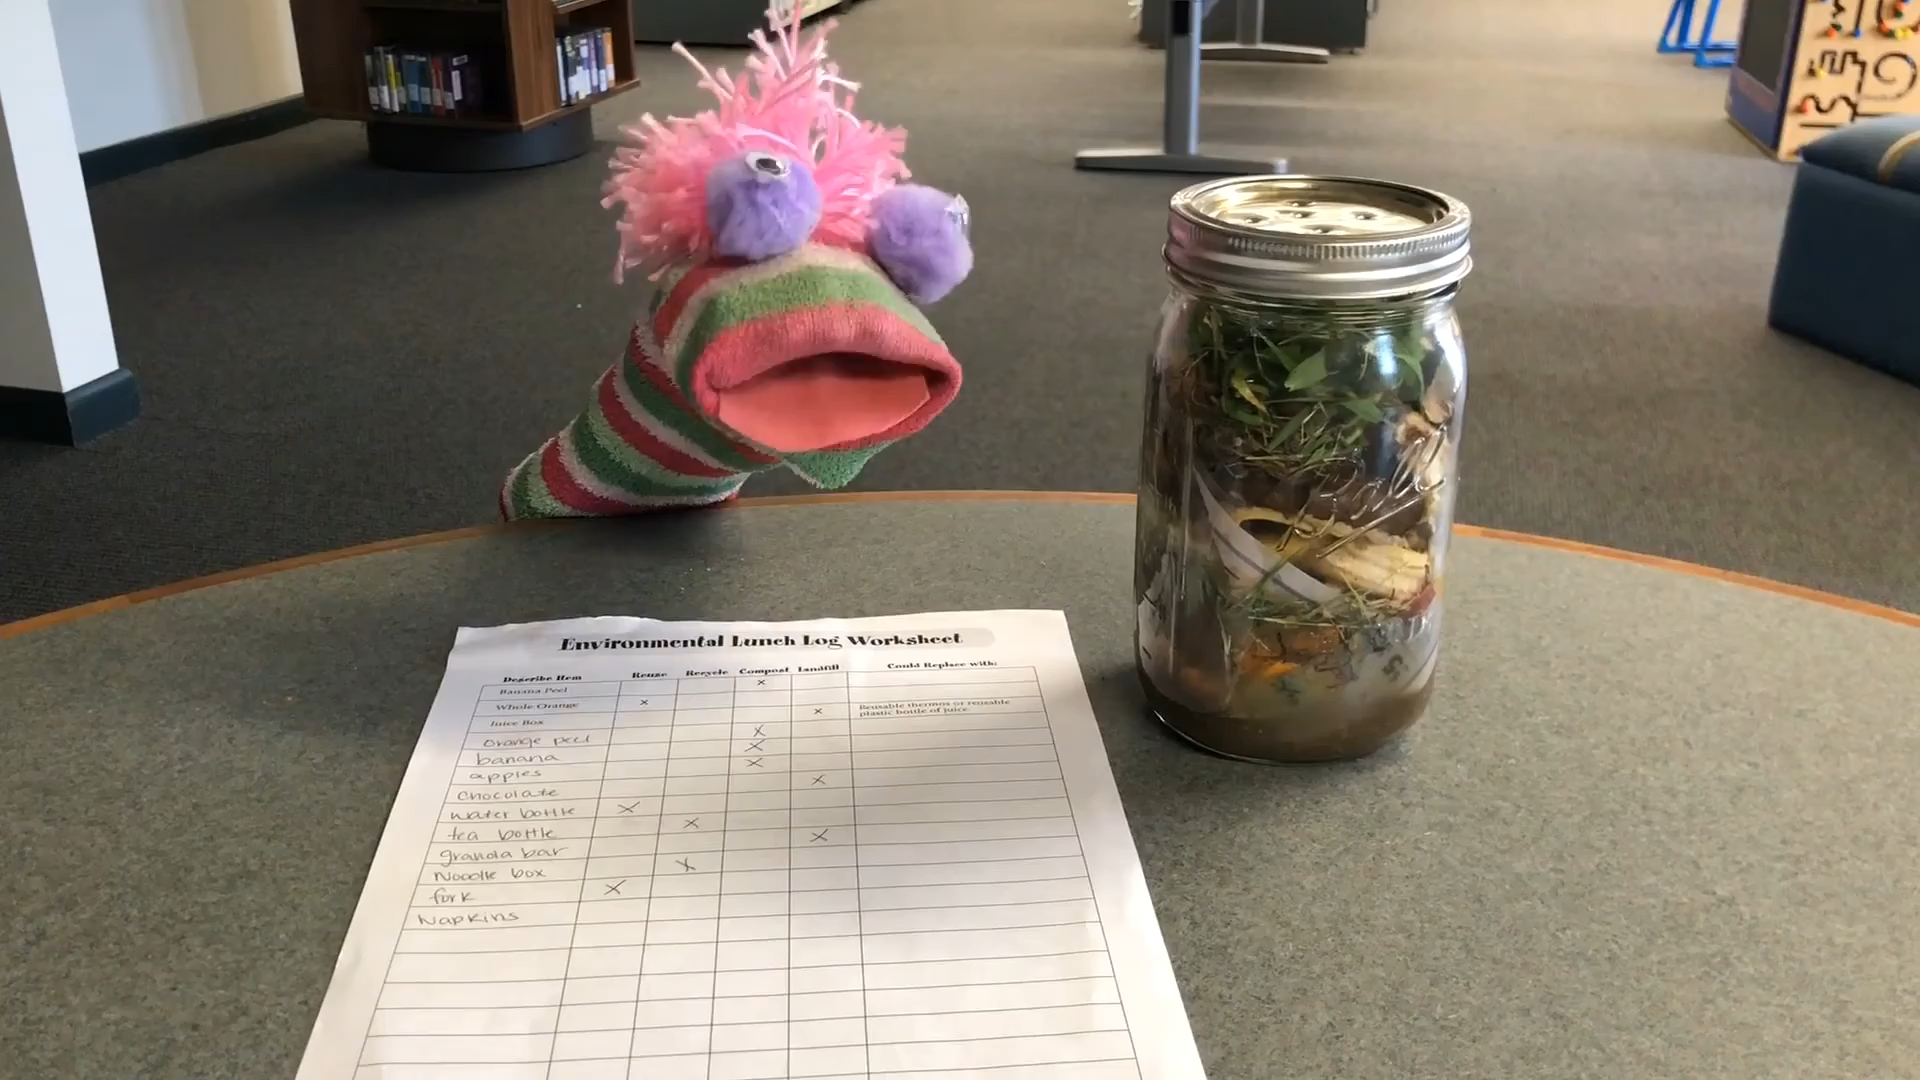 Environmental Lunch Log Worksheet
Describe Item Reuse Recycle Compost Landfill Could Replace with:
Banana Peel x
Whole Orange x
Juice Box x Reusable thermos or reusable
plastic bottle of juice.
orange peel x
banana x
apples x
chocolate x
water bottle x
tea bottle x
granola bar x
Noodle box x
fork x
Napkins